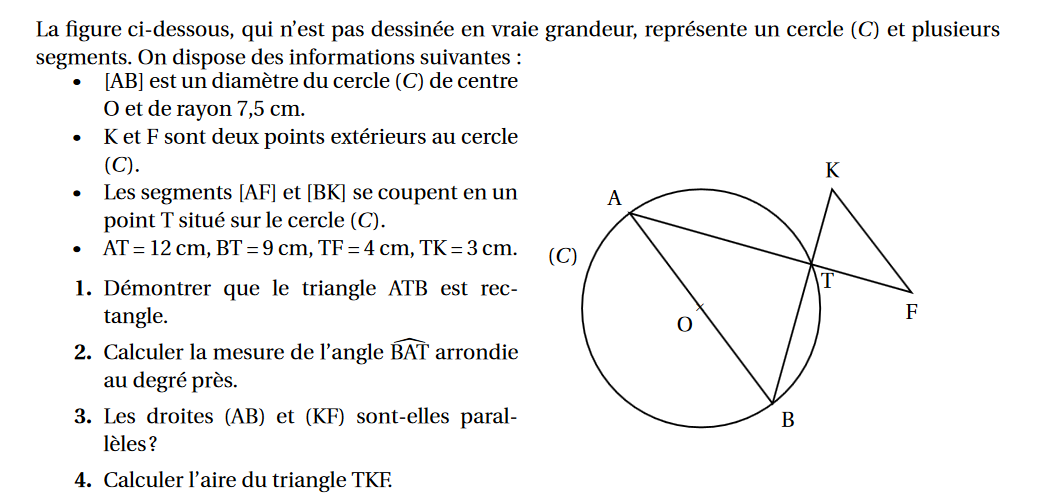 La figure ci-dessous, qui n'est pas dessinée en vraie grandeur, représente un cercle (C) et plusieurs
segments. On dispose des informations suivantes :
• [AB] est un diamètre du cercle (C) de centre
O et de rayon 7,5 cm.
• K et F sont deux points extérieurs au cercle
(C).
• Les segments [AF] et [BK] se coupent en un
point T situé sur le cercle (C).
• AT = 12 cm, BT = 9 cm, TF = 4 cm, TK = 3 cm.
1. Démontrer que le triangle ATB est rec-
tangle.
2. Calculer la mesure de l'angle $\widehat{\text{BAT}}$ arrondie
au degré près.
3. Les droites (AB) et (KF) sont-elles paral-
lèles ?
4. Calculer l'aire du triangle TKF.
K
A
(C)
T
F
O
B